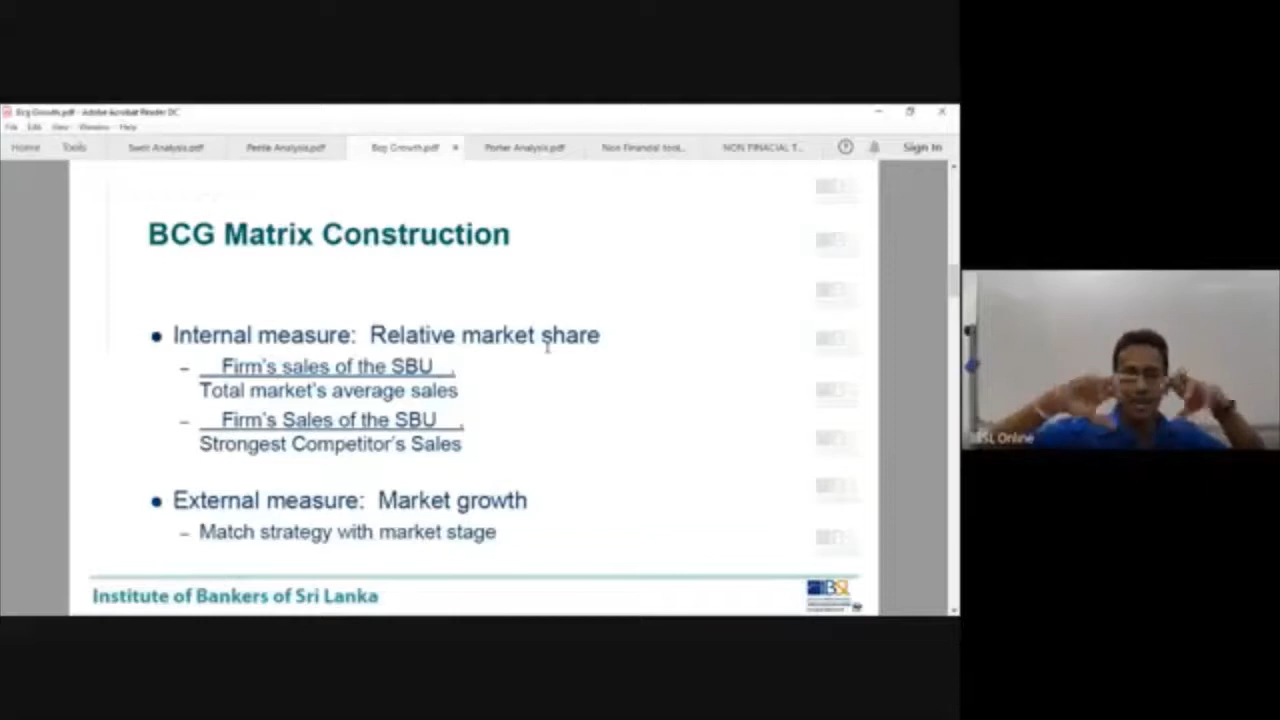 Bcg Growth.pdf - Adobe Acrobat Reader DC
File Edit View Window Help
Home Tools Swot Analysis.pdf Pestle Analysis.pdf Bcg Growth.pdf Porter Analysis.pdf Non Financial tool... NON FINACIAL T... Sign In
BCG Matrix Construction
• Internal measure: Relative market share
– Firm's sales of the SBU .
Total market's average sales
– Firm's Sales of the SBU .
Strongest Competitor's Sales
• External measure: Market growth
– Match strategy with market stage
Institute of Bankers of Sri Lanka
IBSL
Online